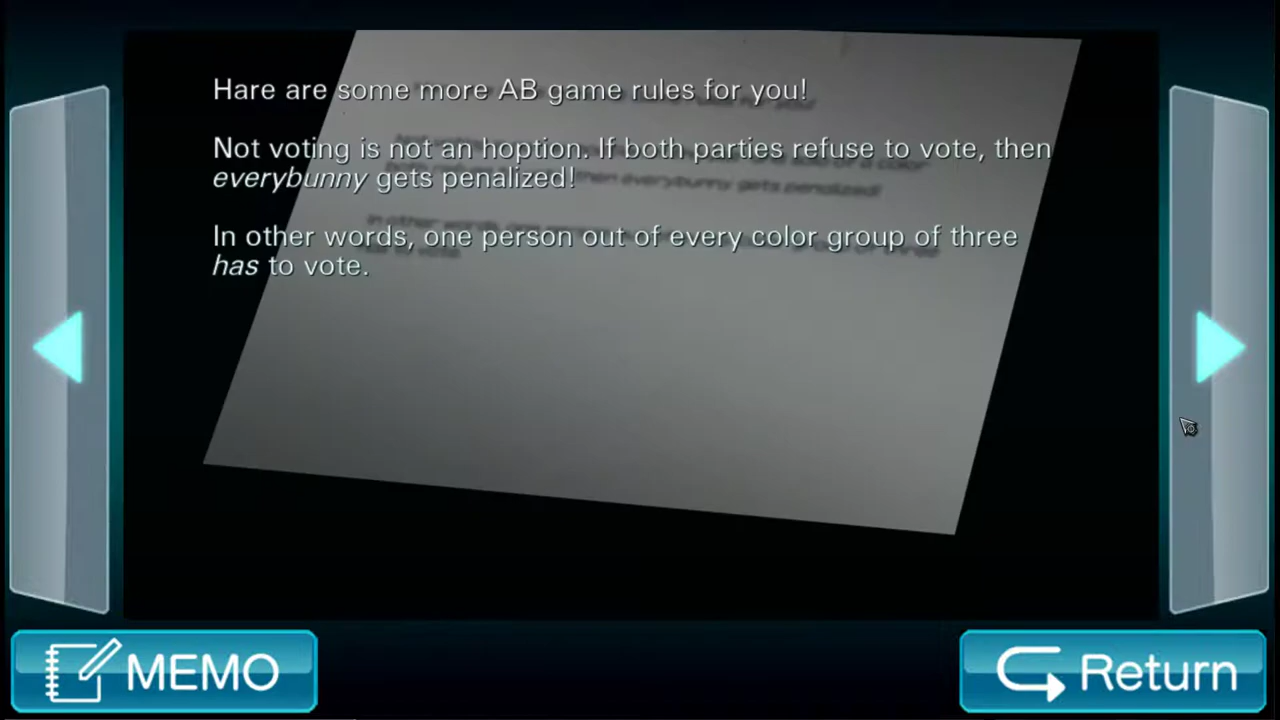 Hare are some more AB game rules for you!
Not voting is not an hoption. If both parties refuse to vote, then
everybunny gets penalized!
In other words, one person out of every color group of three
has to vote.
MEMO
Return